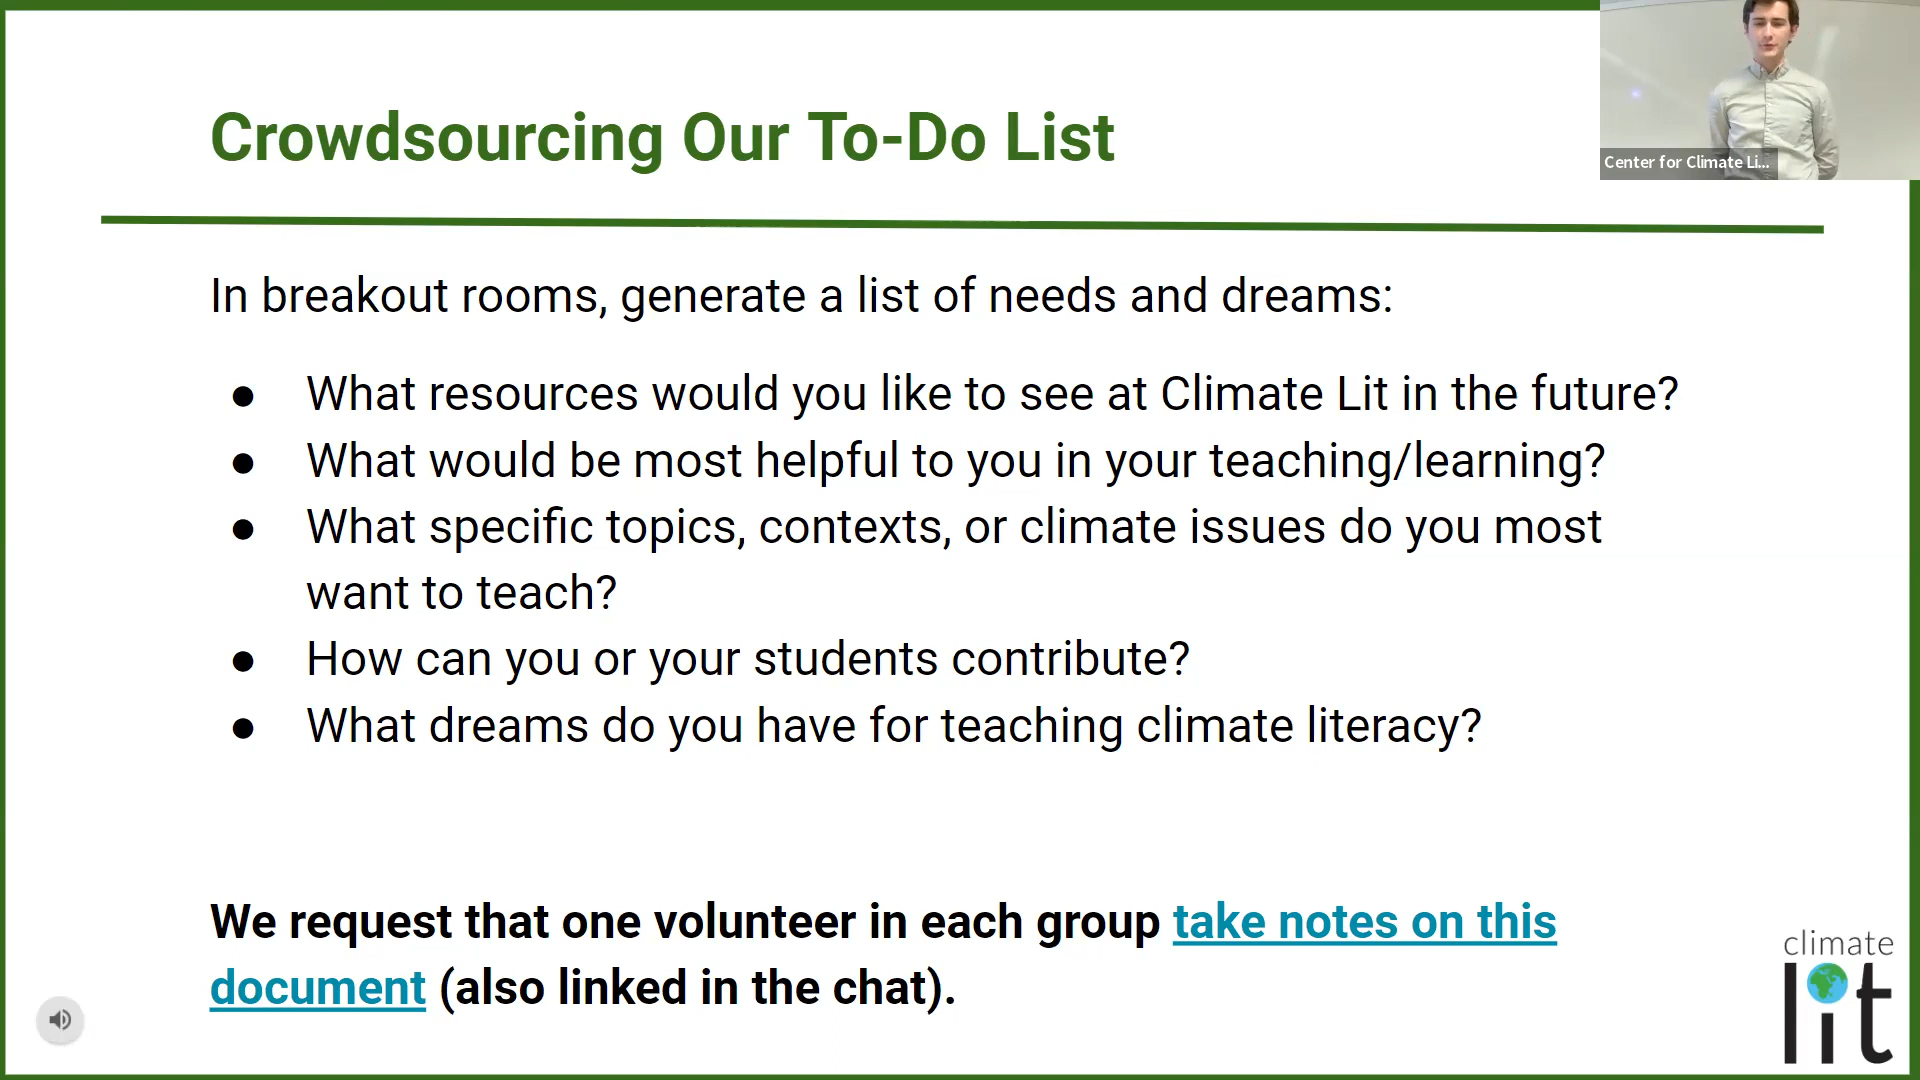 Crowdsourcing Our To-Do List
Center for Climate Li...
In breakout rooms, generate a list of needs and dreams:
● What resources would you like to see at Climate Lit in the future?
● What would be most helpful to you in your teaching/learning?
● What specific topics, contexts, or climate issues do you most
want to teach?
● How can you or your students contribute?
● What dreams do you have for teaching climate literacy?
We request that one volunteer in each group take notes on this
document (also linked in the chat).
climate
lit